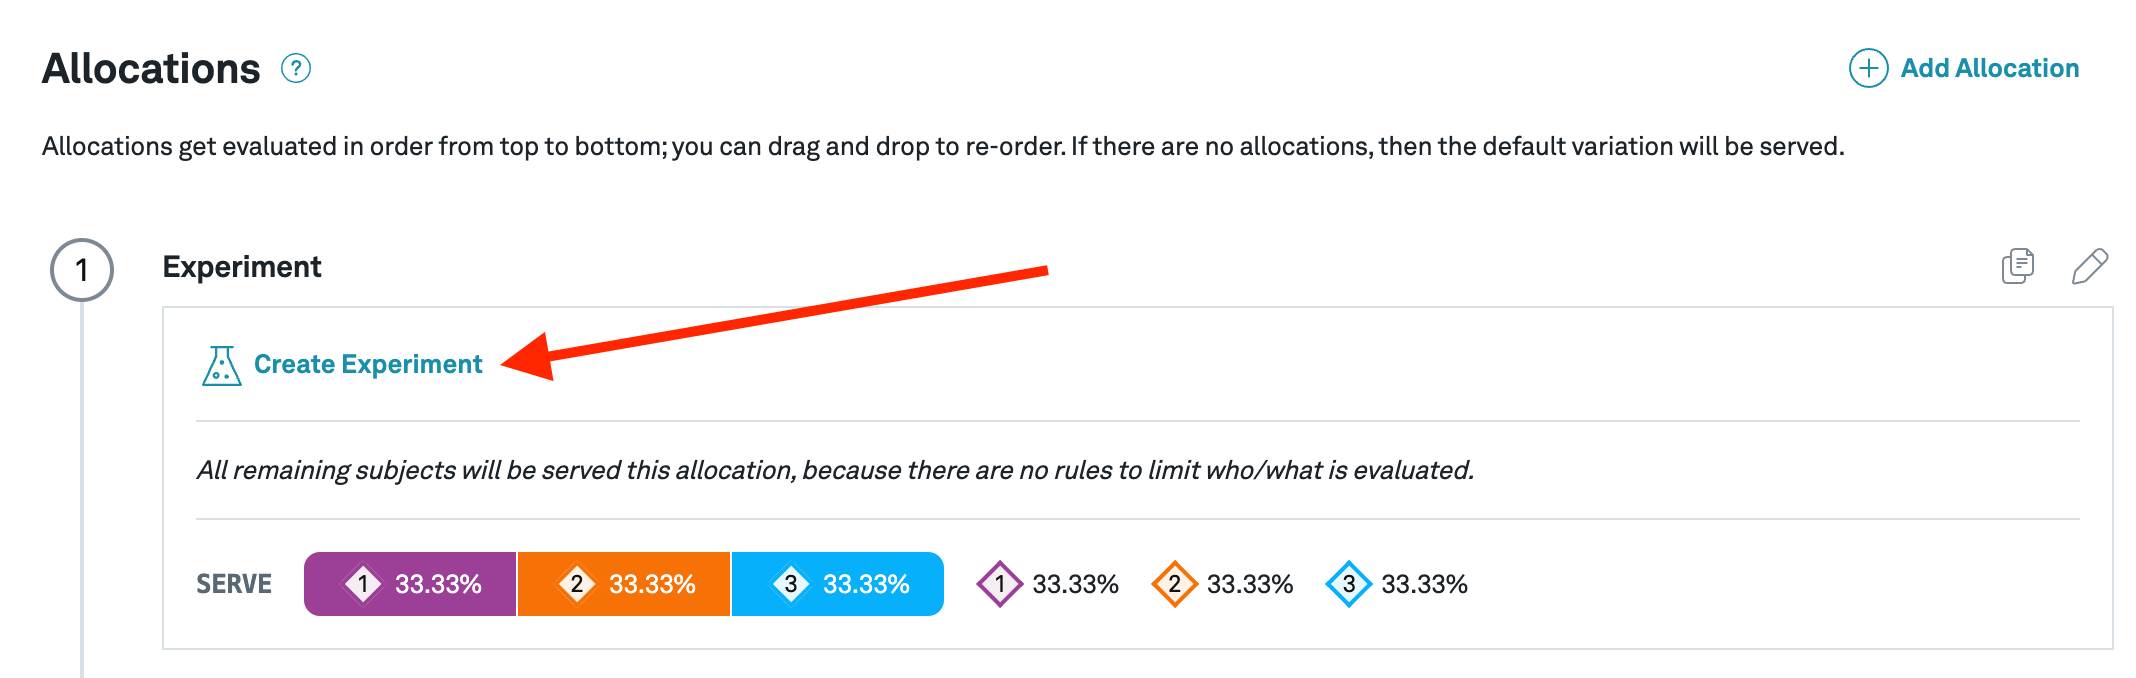 Allocations ?
Add Allocation
Allocations get evaluated in order from top to bottom; you can drag and drop to re-order. If there are no allocations, then the default variation will be served.
1 Experiment
Create Experiment
All remaining subjects will be served this allocation, because there are no rules to limit who/what is evaluated.
SERVE 1 33.33% 2 33.33% 3 33.33% 1 33.33% 2 33.33% 3 33.33%